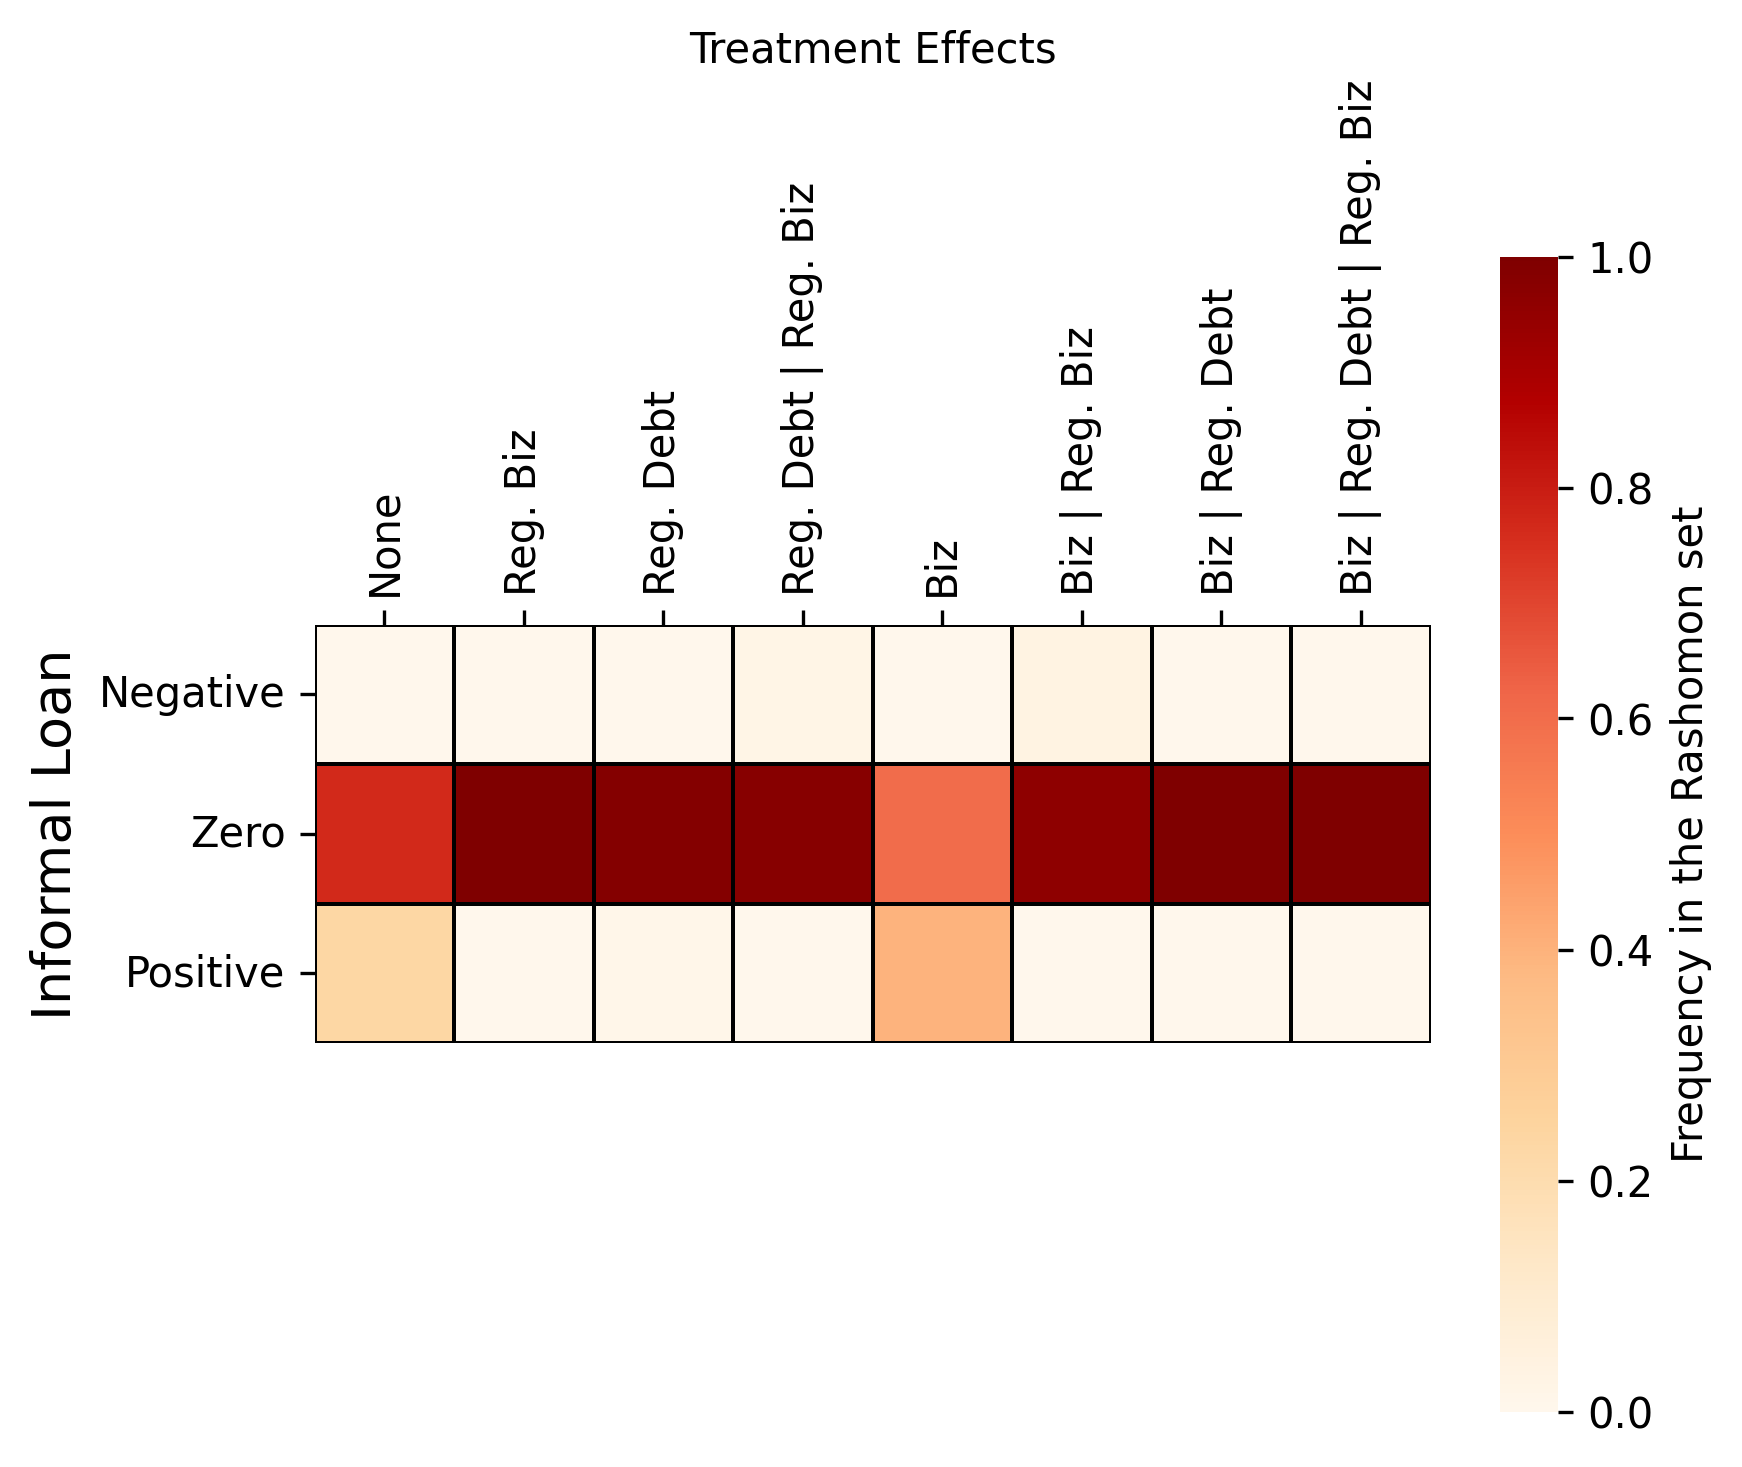 Treatment Effects
None
Reg. Biz
Reg. Debt
Reg. Debt | Reg. Biz
Biz
Biz | Reg. Biz
Biz | Reg. Debt
Biz | Reg. Debt | Reg. Biz
Informal Loan
Negative
Zero
Positive
1.0
0.8
0.6
0.4
0.2
0.0
Frequency in the Rashomon set